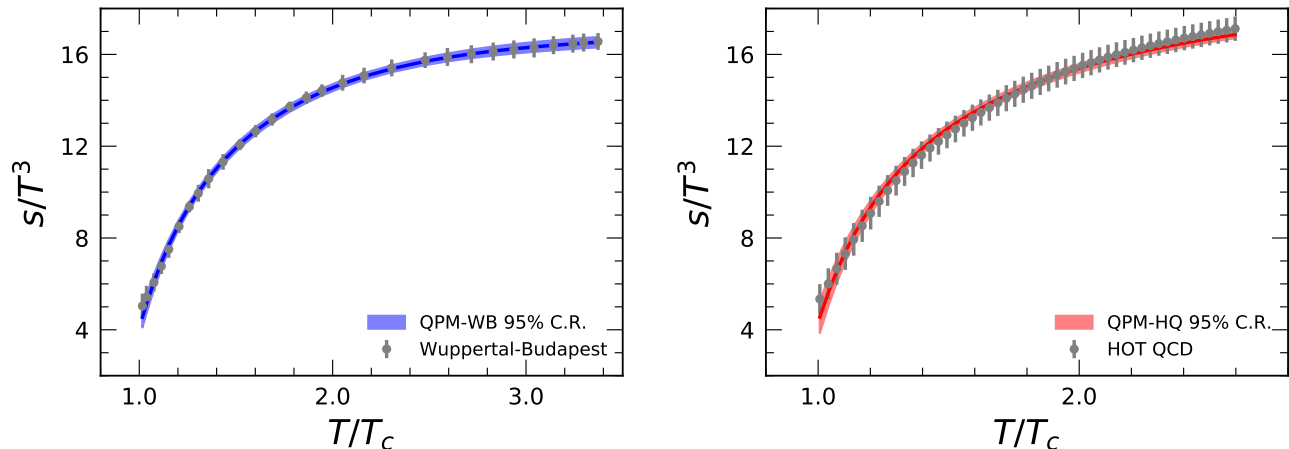 16
12
8
4
s/T³
QPM-WB 95% C.R.
Wuppertal-Budapest
1.0 2.0 3.0
T/T_c
16
12
8
4
s/T³
QPM-HQ 95% C.R.
HOT QCD
1.0 2.0
T/T_c